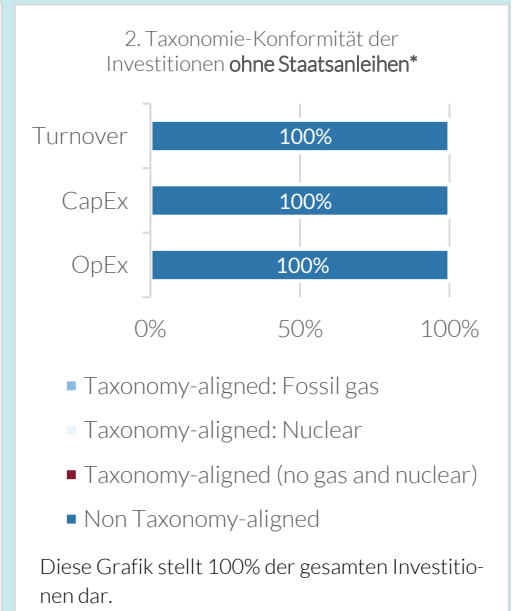 2. Taxonomie-Konformität der
Investitionen ohne Staatsanleihen*
Turnover
100%
CapEx
100%
OpEx
100%
0%
50%
100%
Taxonomy-aligned: Fossil gas
Taxonomy-aligned: Nuclear
Taxonomy-aligned (no gas and nuclear)
Non Taxonomy-aligned
Diese Grafik stellt 100% der gesamten Investitio-
nen dar.